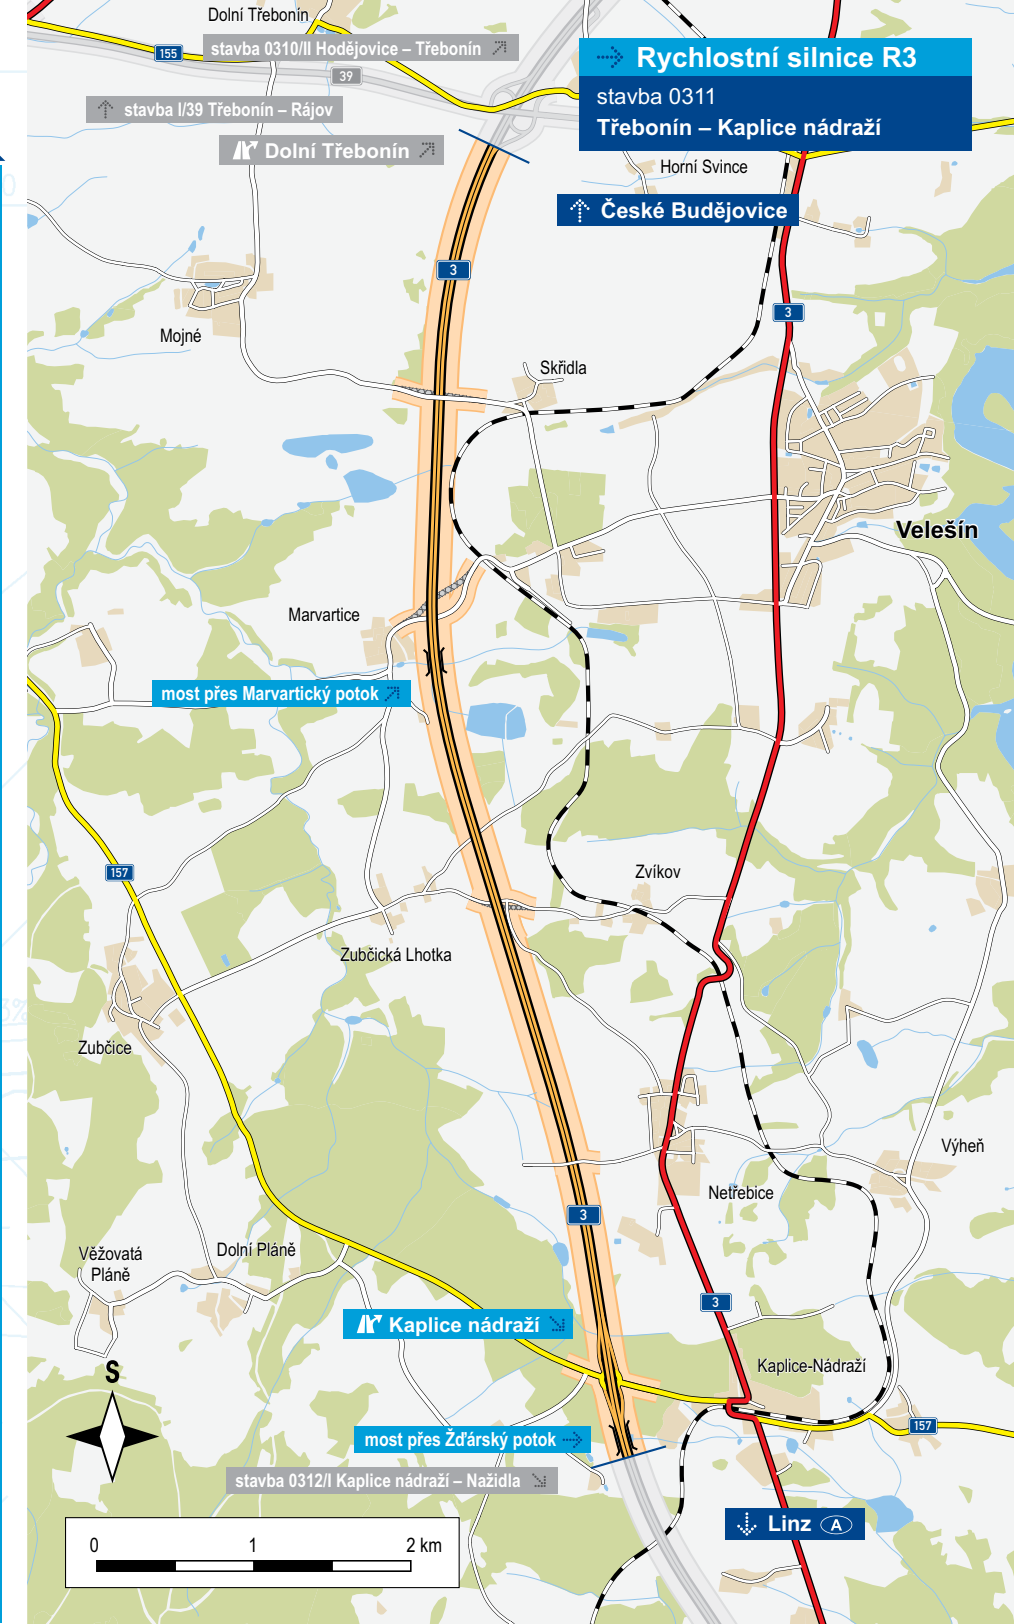 Dolní Třebonín
stavba 0310/II Hodějovice – Třebonín
155
39
Rychlostní silnice R3
stavba 0311
Třebonín – Kaplice nádraží
stavba I/39 Třebonín – Rájov
Dolní Třebonín
Horní Svince
České Budějovice
3
3
Mojné
Skřidla
Velešín
Marvartice
most přes Marvartický potok
157
Zvíkov
Zubčická Lhotka
Zubčice
Výheň
Netřebice
3
Věžovatá
Pláně
Dolní Pláně
3
Kaplice nádraží
Kaplice-Nádraží
S
157
most přes Žďárský potok
stavba 0312/I Kaplice nádraží – Nažidla
Linz A
0 1 2 km